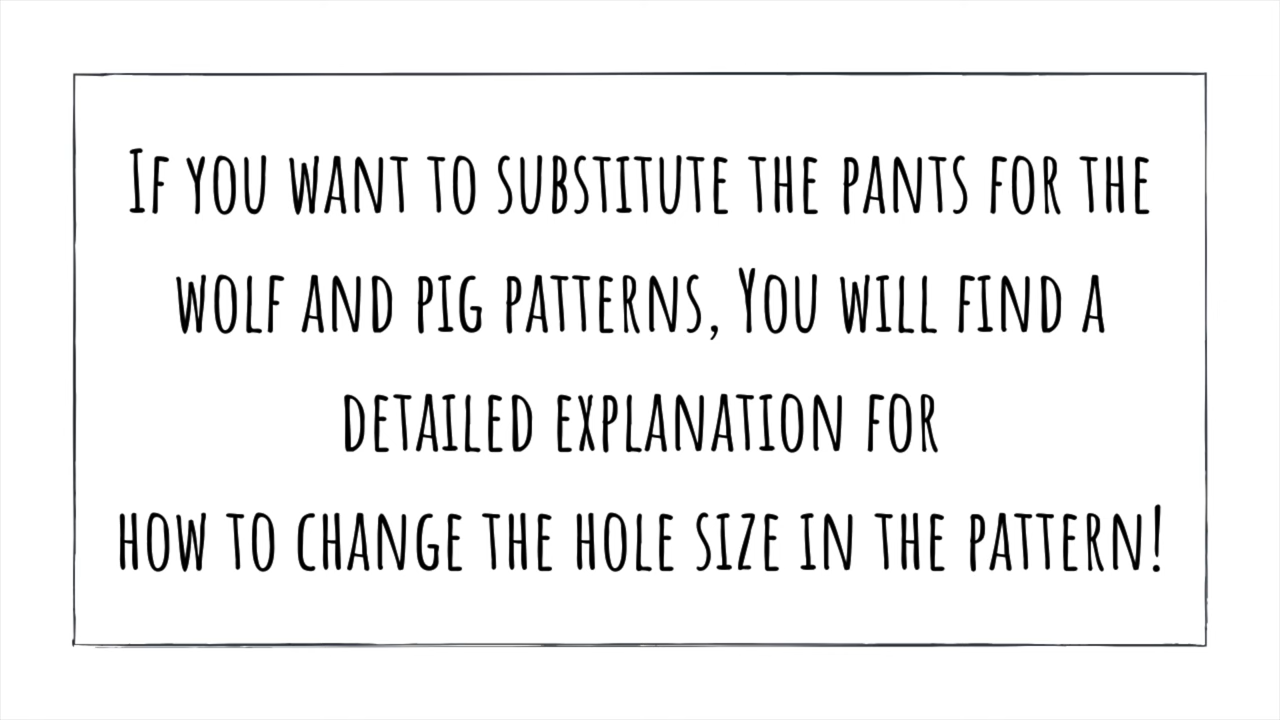 If you want to substitute the pants for the
wolf and pig patterns, You will find a
detailed explanation for
how to change the hole size in the pattern!